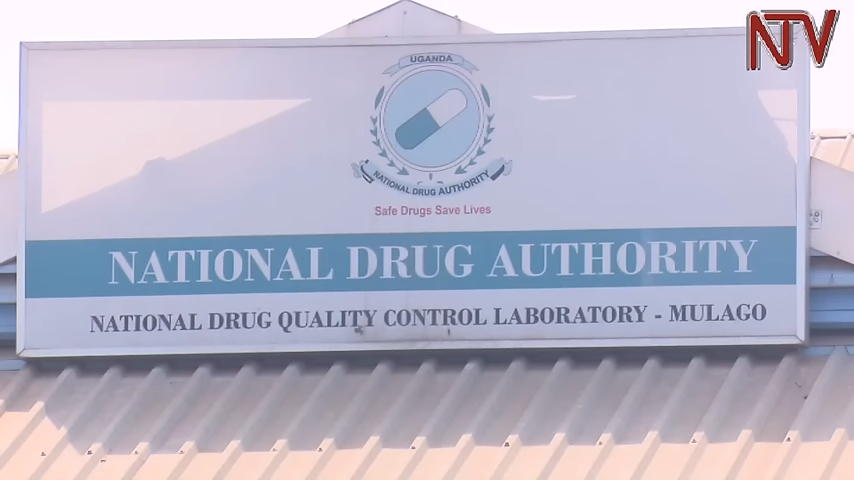 NTV
UGANDA
NATIONAL DRUG AUTHORITY
Safe Drugs Save Lives
NATIONAL DRUG AUTHORITY
NATIONAL DRUG QUALITY CONTROL LABORATORY - MULAGO